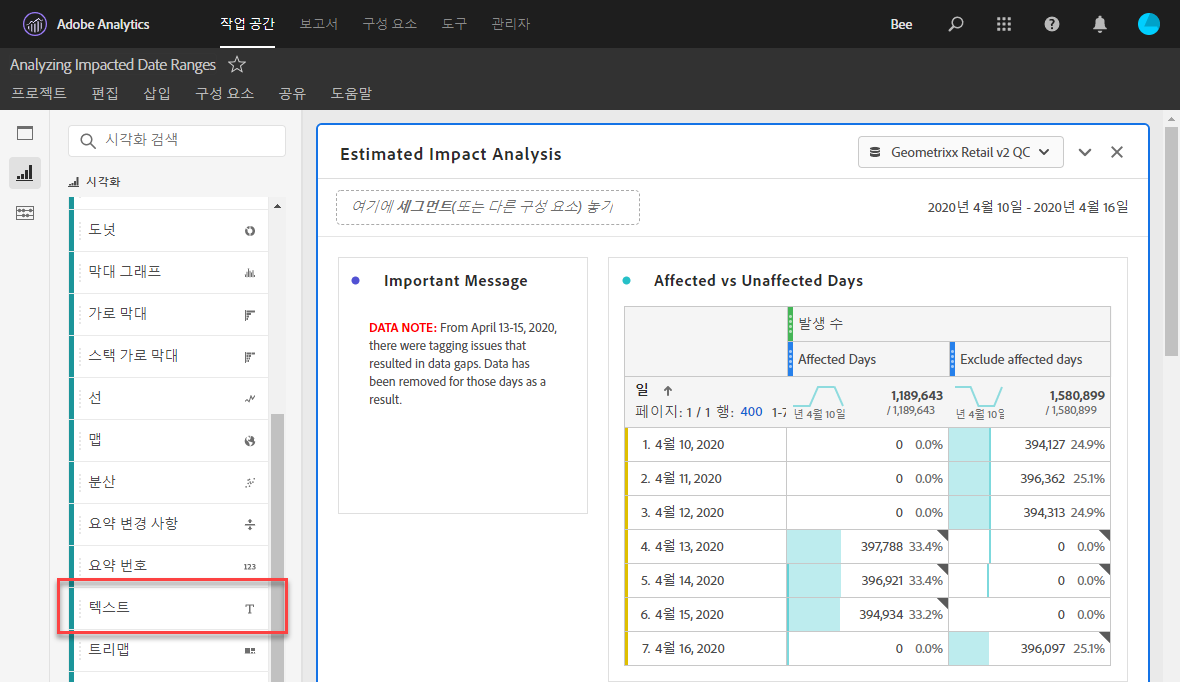 Adobe Analytics 작업 공간 보고서 구성 요소 도구 관리자 Bee
Analyzing Impacted Date Ranges
프로젝트 편집 삽입 구성 요소 공유 도움말
시각화 검색
시각화
도넛
막대 그래프
가로 막대
스택 가로 막대
선
맵
분산
요약 변경 사항
요약 번호 123
텍스트 T
트리맵
Estimated Impact Analysis Geometrixx Retail v2 QC
여기에 세그먼트(또는 다른 구성 요소) 놓기 2020년 4월 10일 - 2020년 4월 16일
Important Message
DATA NOTE: From April 13-15, 2020,
there were tagging issues that
resulted in data gaps. Data has
been removed for those days as a
result.
Affected vs Unaffected Days
발생 수
Affected Days Exclude affected days
일 1,189,643 1,580,899
페이지: 1 / 1 행: 400 1-7 년 4월 10일 / 1,189,643 년 4월 10일 / 1,580,899
1. 4월 10, 2020 0 0.0% 394,127 24.9%
2. 4월 11, 2020 0 0.0% 396,362 25.1%
3. 4월 12, 2020 0 0.0% 394,313 24.9%
4. 4월 13, 2020 397,788 33.4% 0 0.0%
5. 4월 14, 2020 396,921 33.4% 0 0.0%
6. 4월 15, 2020 394,934 33.2% 0 0.0%
7. 4월 16, 2020 0 0.0% 396,097 25.1%